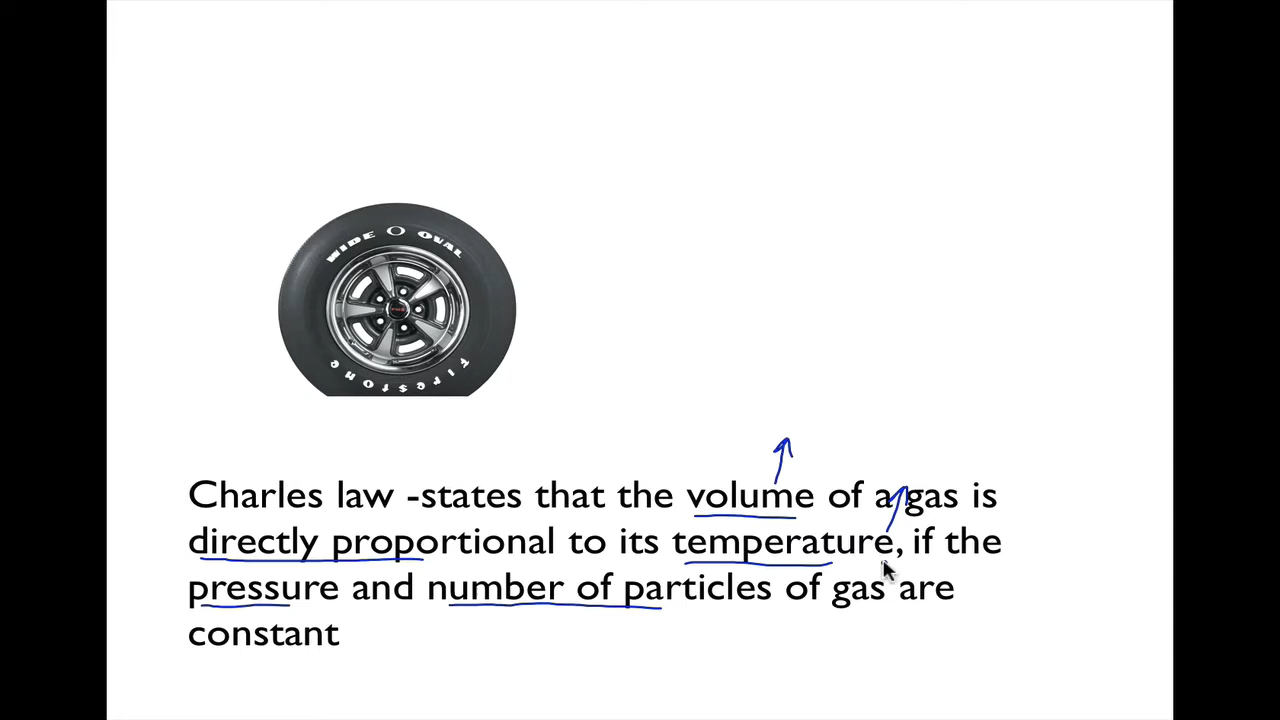 WIDE O OVAL
Firestone
Charles law -states that the volume of a gas is
directly proportional to its temperature, if the
pressure and number of particles of gas are
constant